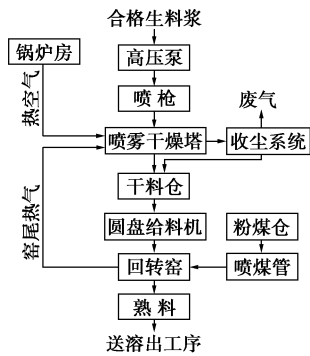 合格生料浆
锅炉房
高压泵
热空气
喷枪
废气
喷雾干燥塔
收尘系统
干料仓
窑尾热气
圆盘给料机
粉煤仓
回转窑
喷煤管
熟料
送溶出工序